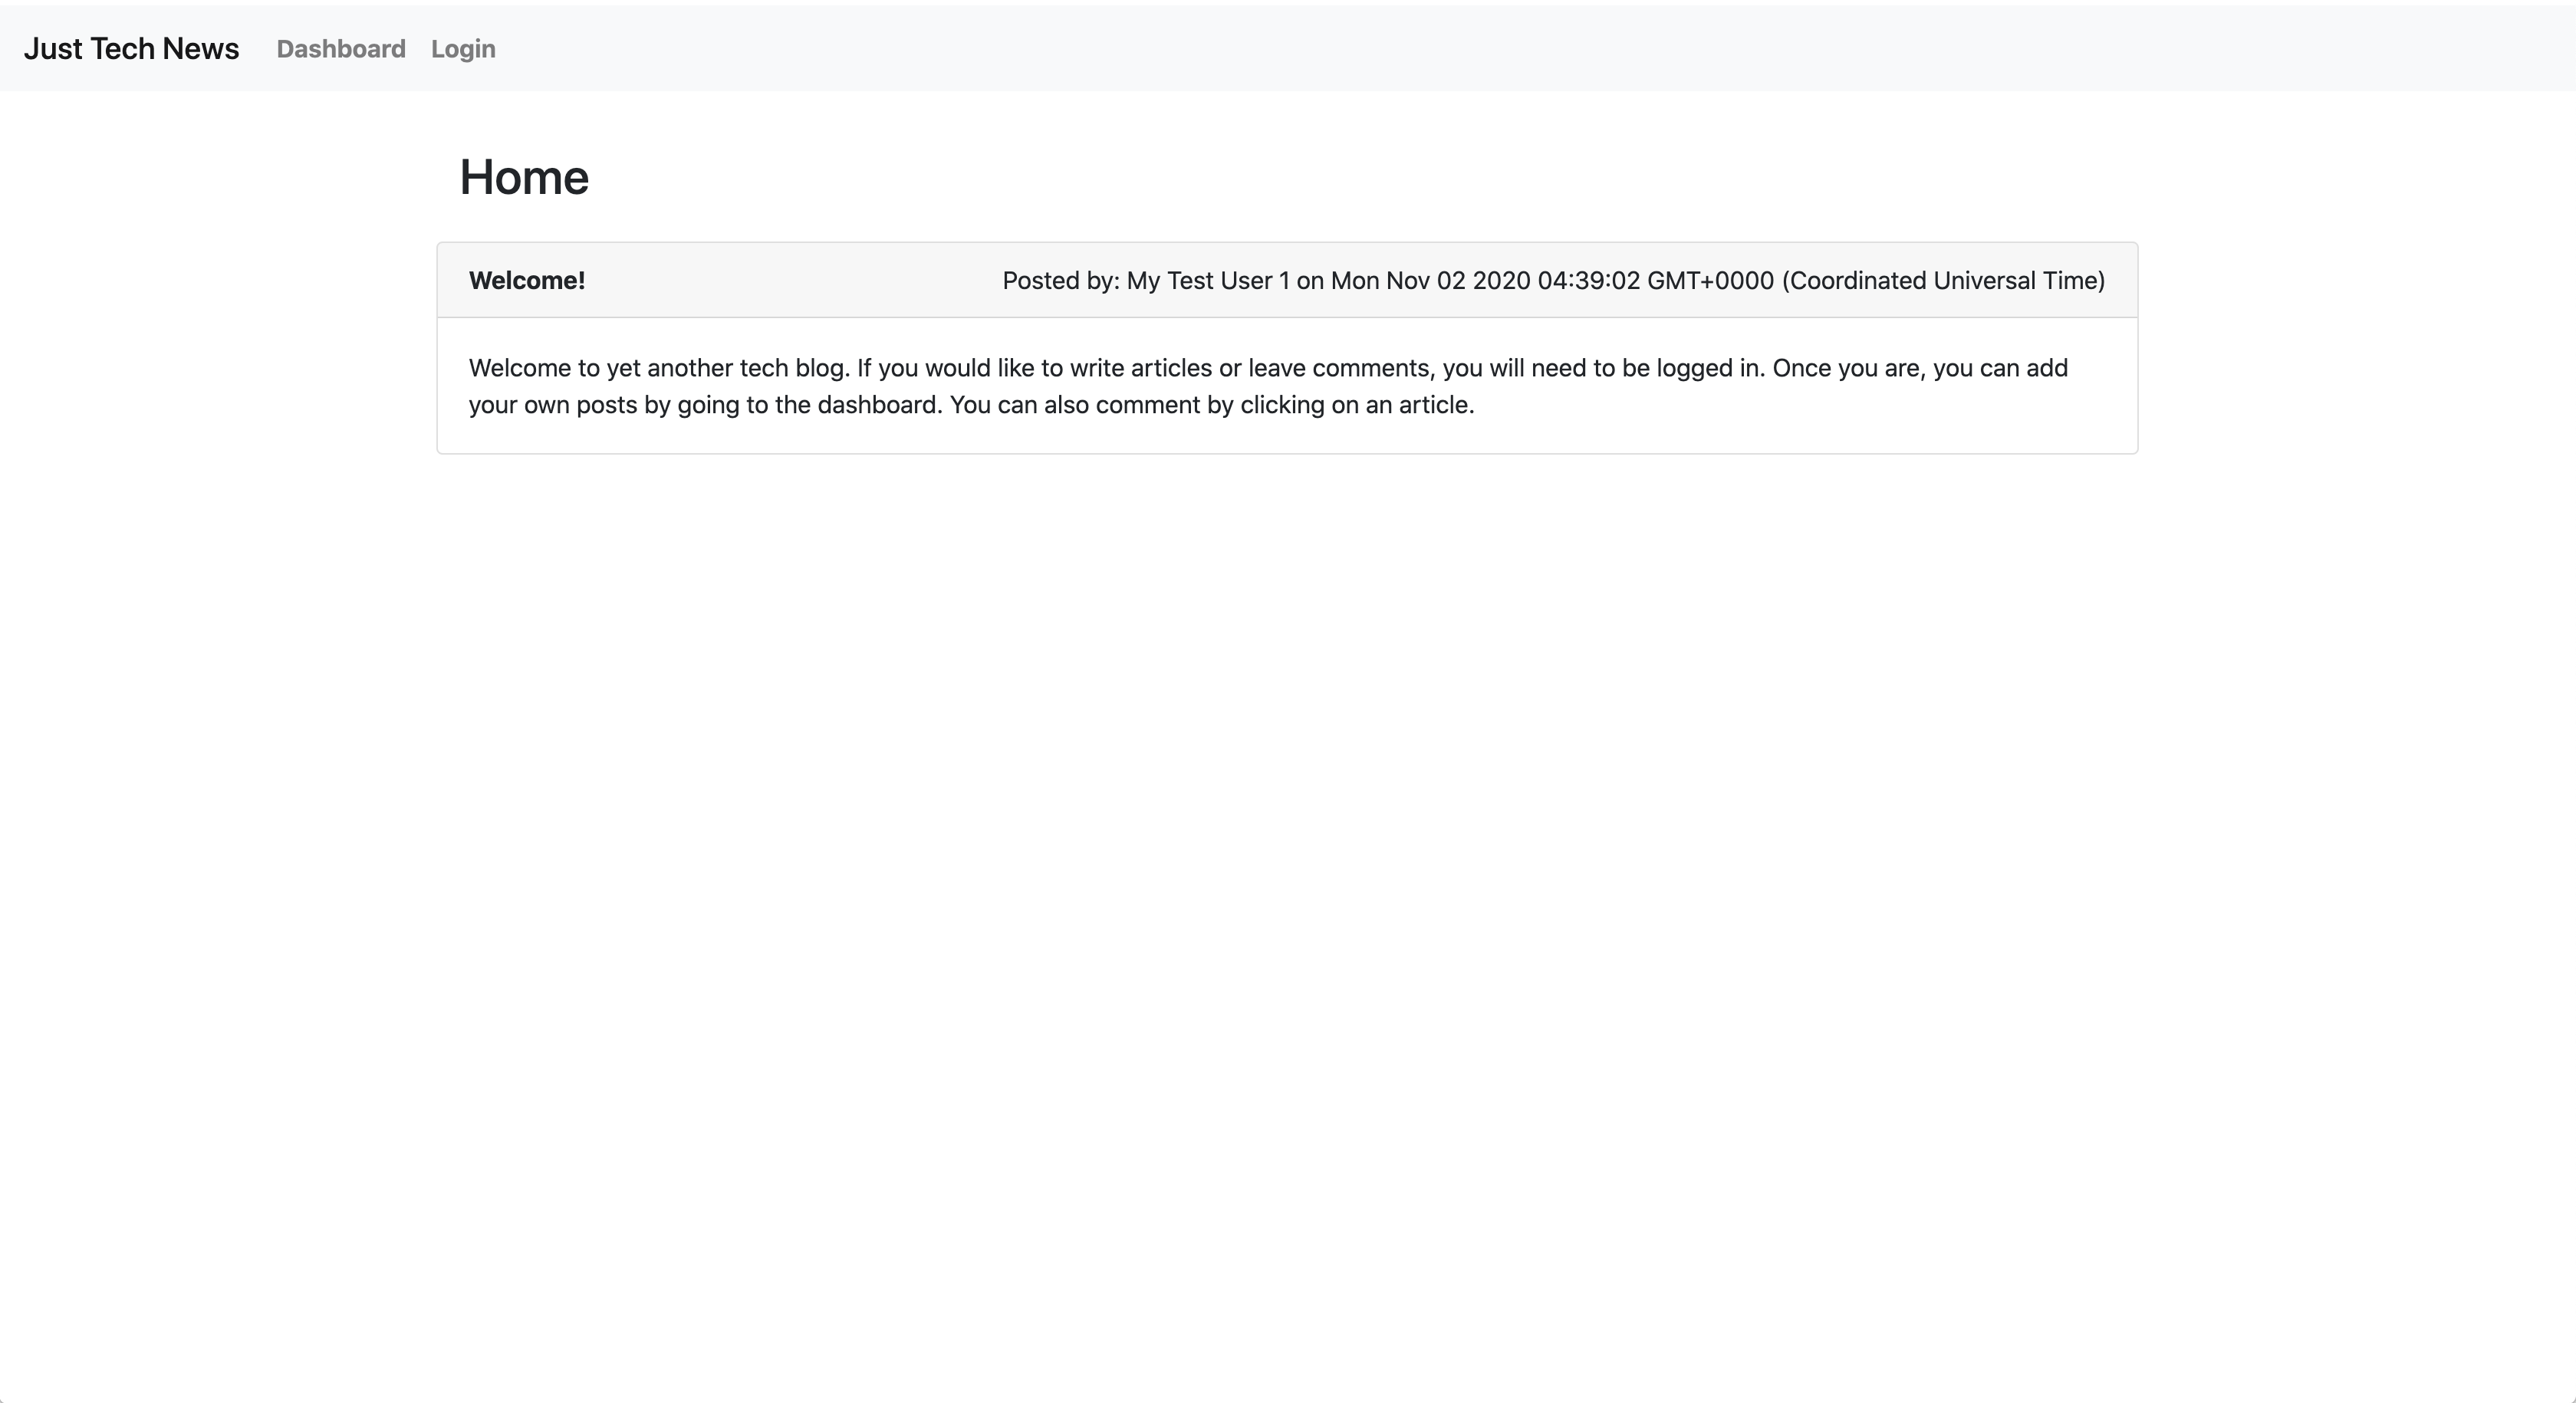 Just Tech News Dashboard Login
Home
Welcome! Posted by: My Test User 1 on Mon Nov 02 2020 04:39:02 GMT+0000 (Coordinated Universal Time)
Welcome to yet another tech blog. If you would like to write articles or leave comments, you will need to be logged in. Once you are, you can add
your own posts by going to the dashboard. You can also comment by clicking on an article.